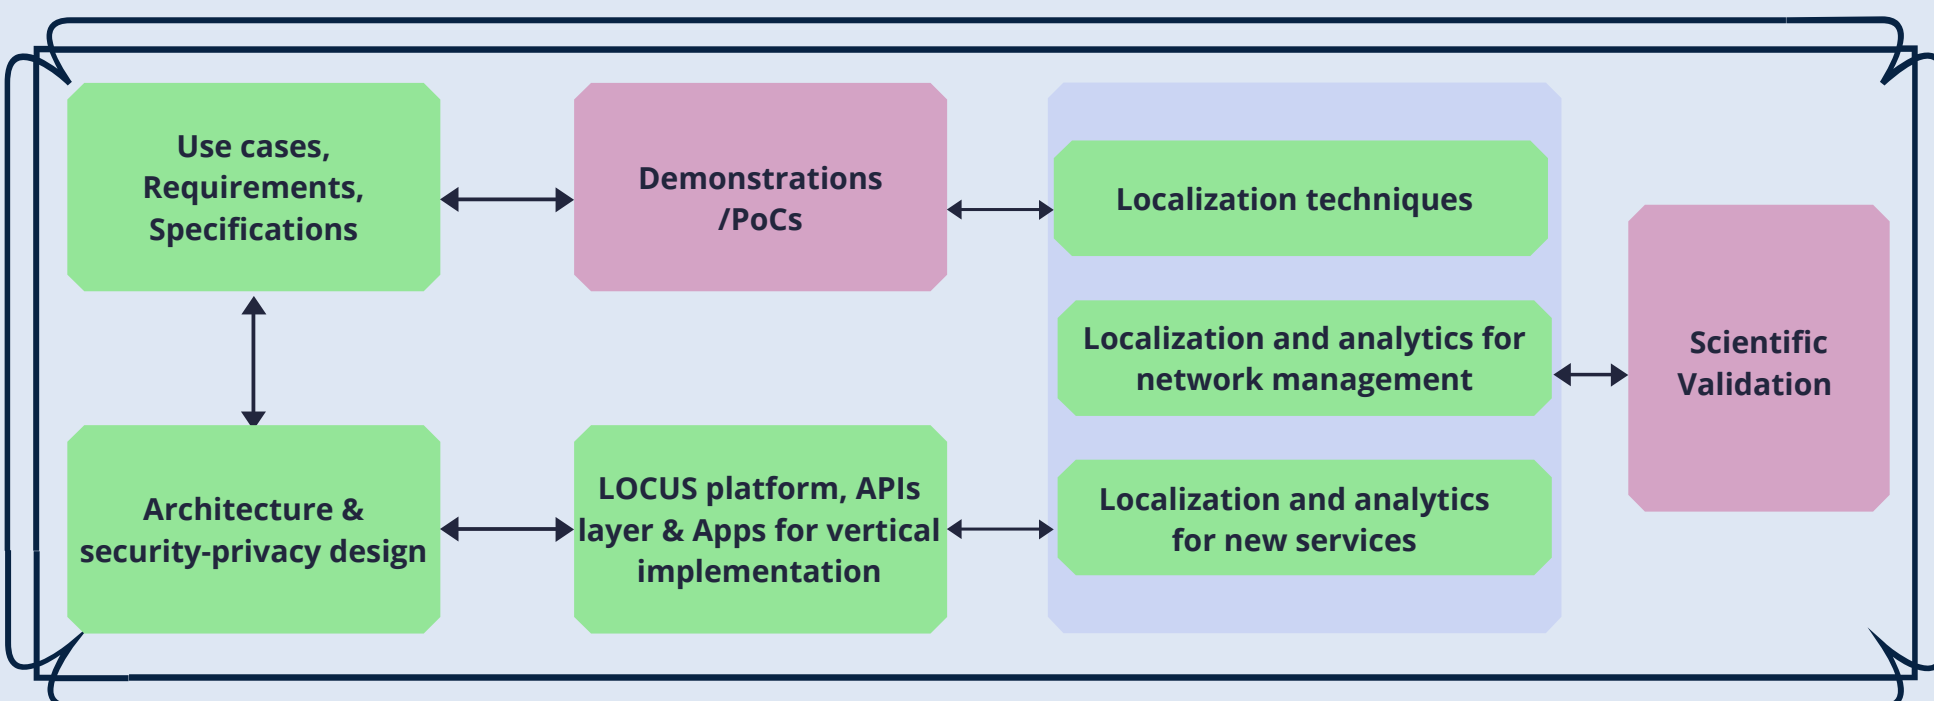 Use cases,
Requirements,
Specifications
Demonstrations
/PoCs
Localization techniques
Localization and analytics for
network management
Scientific
Validation
Architecture &
security-privacy design
LOCUS platform, APIs
layer & Apps for vertical
implementation
Localization and analytics
for new services